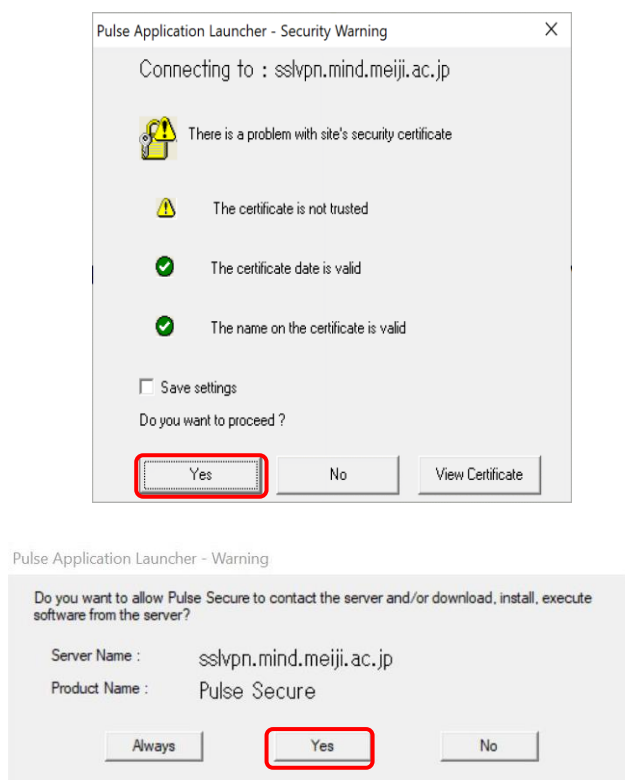 Pulse Application Launcher - Security Warning
Connecting to : sslvpn.mind.meiji.ac.jp
There is a problem with site's security certificate
The certificate is not trusted
The certificate date is valid
The name on the certificate is valid
Save settings
Do you want to proceed ?
Yes No View Certificate
Pulse Application Launcher - Warning
Do you want to allow Pulse Secure to contact the server and/or download, install, execute
software from the server?
Server Name : sslvpn.mind.meiji.ac.jp
Product Name : Pulse Secure
Always Yes No